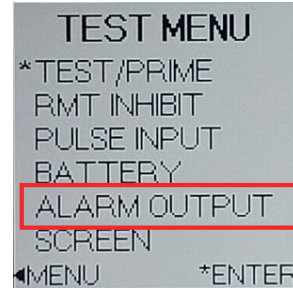 TEST MENU
*TEST/PRIME
RMT INHIBIT
PULSE INPUT
BATTERY
ALARM OUTPUT
SCREEN
◀MENU *ENTER